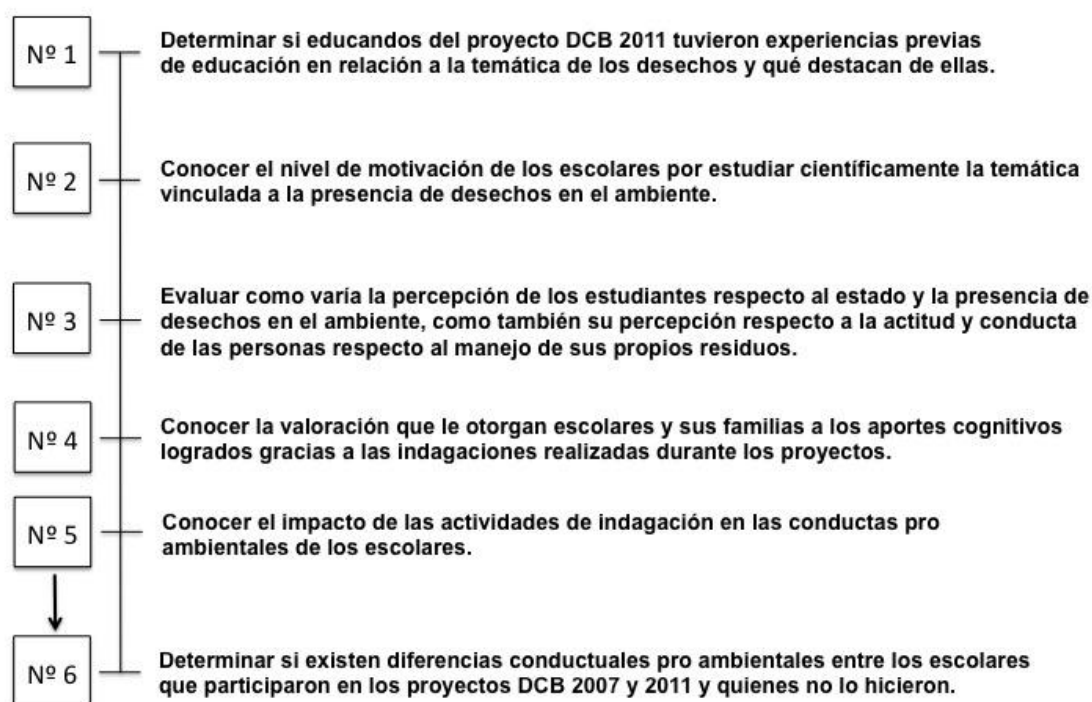 Nº 1
Determinar si educandos del proyecto DCB 2011 tuvieron experiencias previas
de educación en relación a la temática de los desechos y qué destacan de ellas.
Nº 2
Conocer el nivel de motivación de los escolares por estudiar científicamente la temática
vinculada a la presencia de desechos en el ambiente.
Nº 3
Evaluar como varía la percepción de los estudiantes respecto al estado y la presencia de
desechos en el ambiente, como también su percepción respecto a la actitud y conducta
de las personas respecto al manejo de sus propios residuos.
Nº 4
Conocer la valoración que le otorgan escolares y sus familias a los aportes cognitivos
logrados gracias a las indagaciones realizadas durante los proyectos.
Nº 5
Conocer el impacto de las actividades de indagación en las conductas pro
ambientales de los escolares.
Nº 6
Determinar si existen diferencias conductuales pro ambientales entre los escolares
que participaron en los proyectos DCB 2007 y 2011 y quienes no lo hicieron.